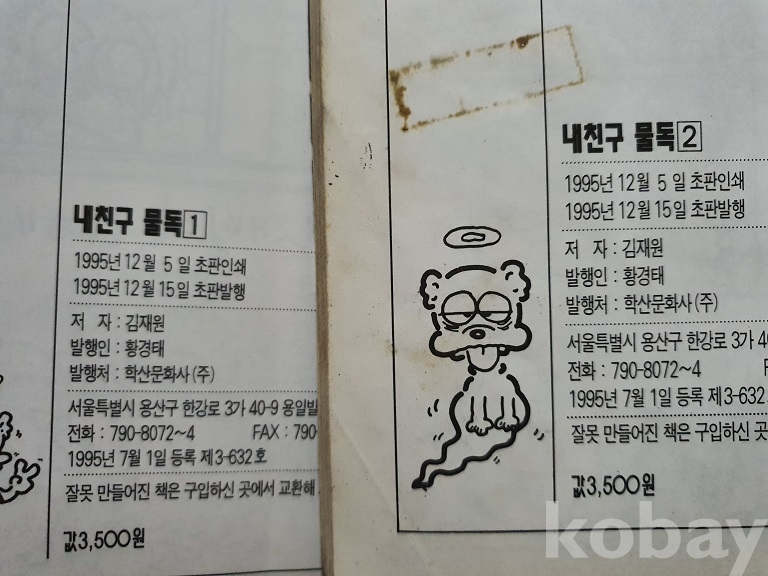 내친구 물독 1
1995년 12월 5일 초판인쇄
1995년 12월 15일 초판발행
저 자 : 김재원
발행인 : 황경태
발행처 : 학산문화사(주)
서울특별시 용산구 한강로 3가 40-9 용일빌
전화 : 790-8072~4 FAX : 790-
1995년 7월 1일 등록 제3-632호
잘못 만들어진 책은 구입하신 곳에서 교환해
값3,500원
내친구 물독 2
1995년 12월 5일 초판인쇄
1995년 12월 15일 초판발행
저 자 : 김재원
발행인 : 황경태
발행처 : 학산문화사(주)
서울특별시 용산구 한강로 3가 40
전화 : 790-8072~4 F
1995년 7월 1일 등록 제3-632
잘못 만들어진 책은 구입하신 곳
값3,500원
kobay